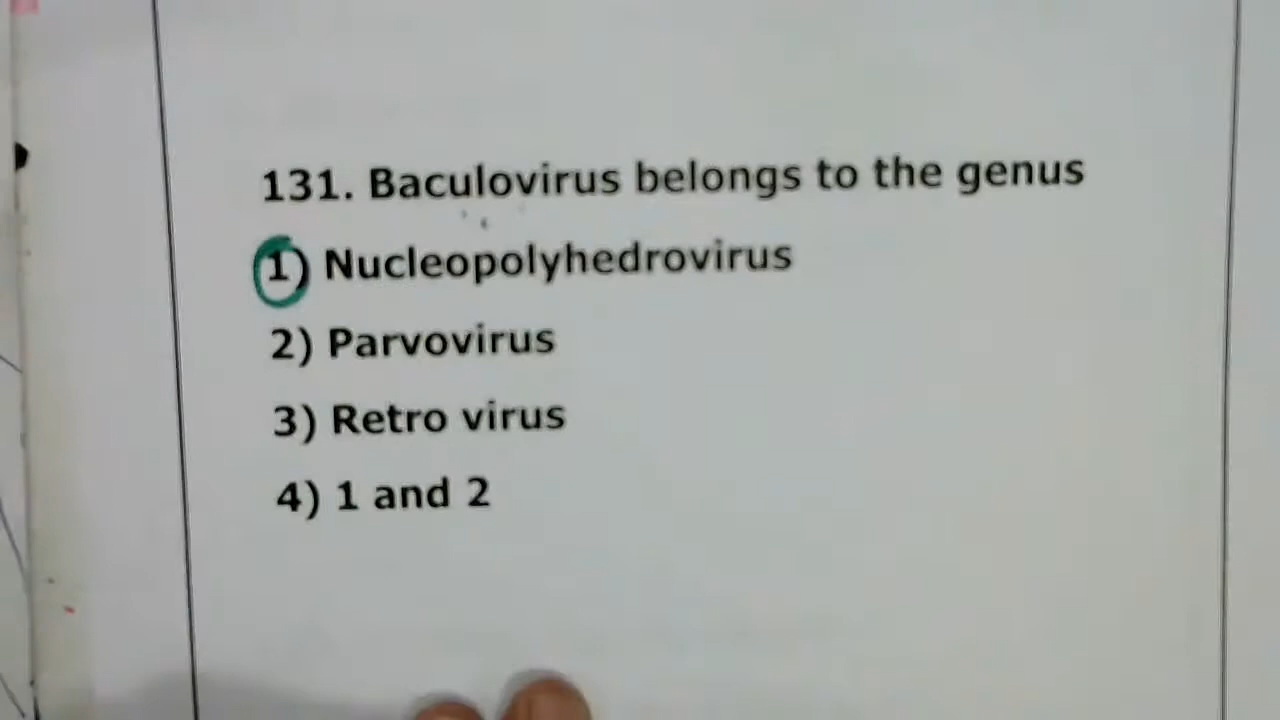 131. Baculovirus belongs to the genus
1) Nucleopolyhedrovirus
2) Parvovirus
3) Retro virus
4) 1 and 2